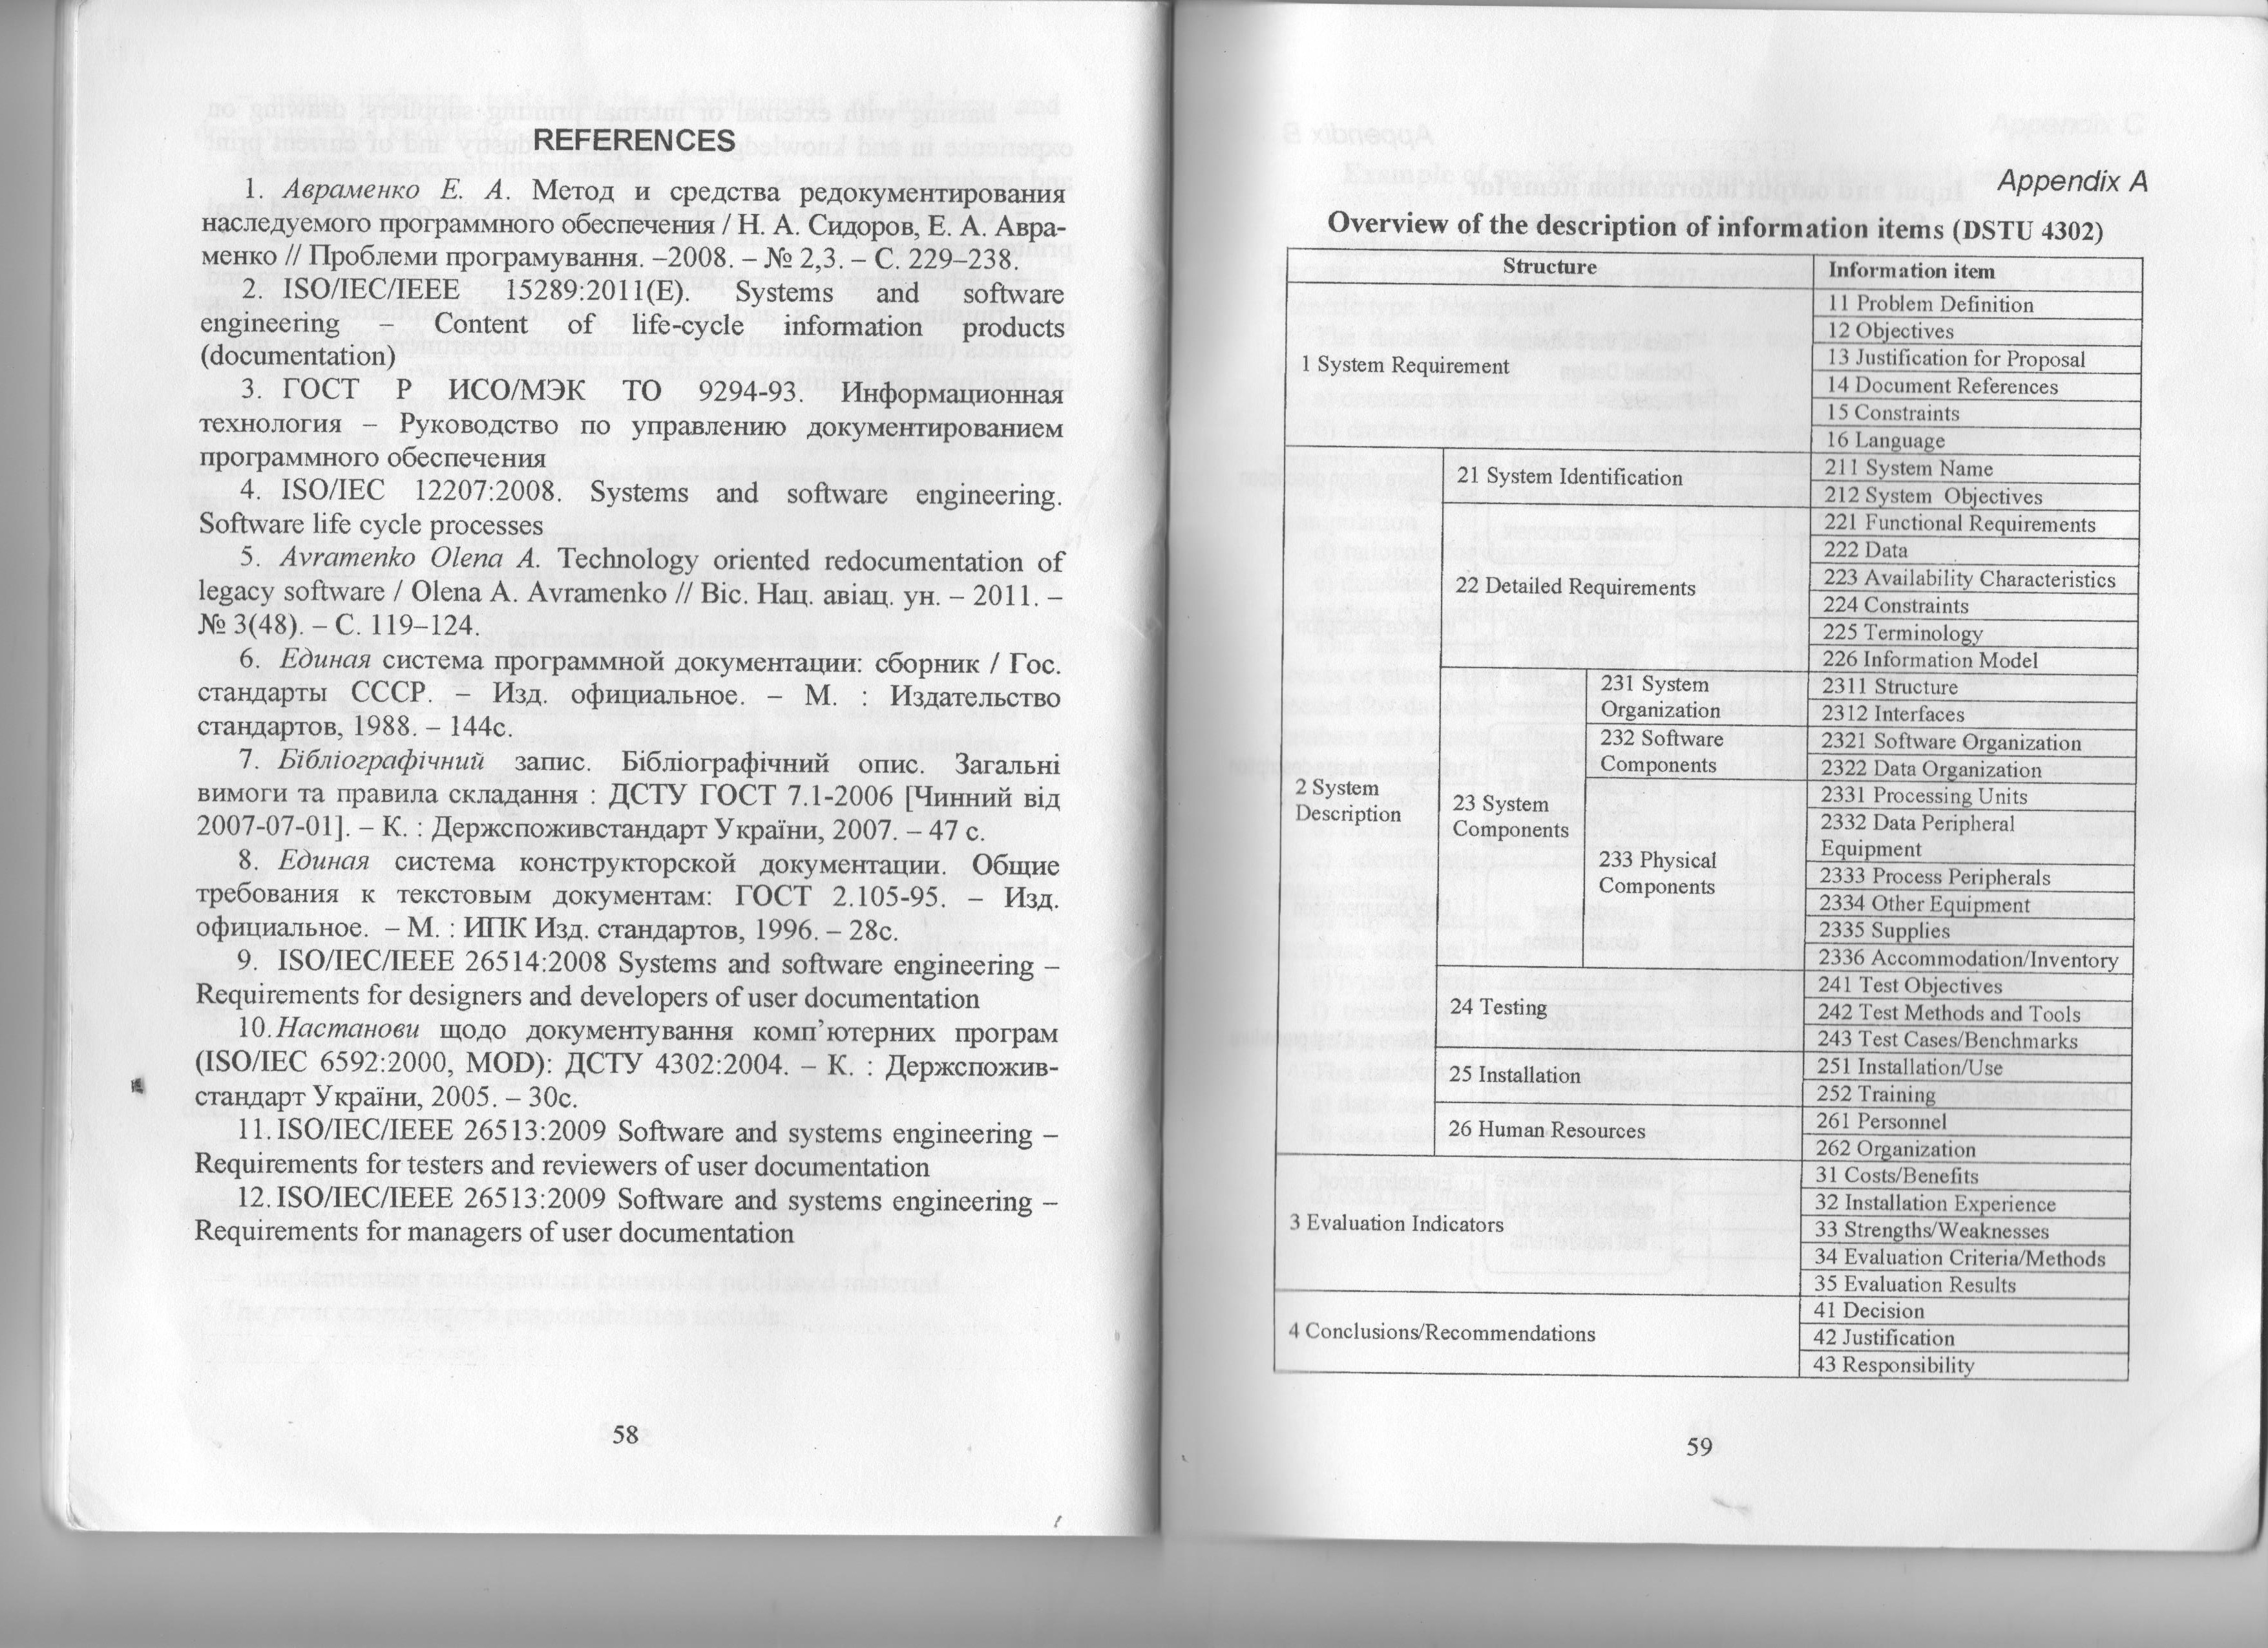 REFERENCES
1. Авраменко Е. А. Метод и средства редокументирования
наследуемого программного обеспечения / Н. А. Сидоров, Е. А. Авра-
менко // Проблеми програмування. –2008. – № 2,3. – С. 229–238.
2. ISO/IEC/IEEE 15289:2011(E). Systems and software
engineering – Content of life-cycle information products
(documentation)
3. ГОСТ Р ИСО/МЭК ТО 9294-93. Информационная
технология – Руководство по управлению документированием
программного обеспечения
4. ISO/IEC 12207:2008. Systems and software engineering.
Software life cycle processes
5. Avramenko Olena A. Technology oriented redocumentation of
legacy software / Olena A. Avramenko // Віс. Нац. авіац. ун. – 2011. –
№ 3(48). – С. 119–124.
6. Единая система программной документации: сборник / Гос.
стандарты СССР. – Изд. официальное. – М. : Издательство
стандартов, 1988. – 144с.
7. Бібліографічний запис. Бібліографічний опис. Загальні
вимоги та правила складання : ДСТУ ГОСТ 7.1-2006 [Чинний від
2007-07-01]. – К. : Держспоживстандарт України, 2007. – 47 с.
8. Единая система конструкторской документации. Общие
требования к текстовым документам: ГОСТ 2.105-95. – Изд.
официальное. – М. : ИПК Изд. стандартов, 1996. – 28с.
9. ISO/IEC/IEEE 26514:2008 Systems and software engineering –
Requirements for designers and developers of user documentation
10. Настанови щодо документування комп’ютерних програм
(ISO/IEC 6592:2000, MOD): ДСТУ 4302:2004. – К. : Держспожив-
стандарт України, 2005. – 30с.
11. ISO/IEC/IEEE 26513:2009 Software and systems engineering –
Requirements for testers and reviewers of user documentation
12. ISO/IEC/IEEE 26513:2009 Software and systems engineering –
Requirements for managers of user documentation
58
Appendix A
Overview of the description of information items (DSTU 4302)
Structure
Information item
1 System Requirement
11 Problem Definition
12 Objectives
13 Justification for Proposal
14 Document References
15 Constraints
16 Language
2 System
Description
21 System Identification
211 System Name
212 System Objectives
22 Detailed Requirements
221 Functional Requirements
222 Data
223 Availability Characteristics
224 Constraints
225 Terminology
226 Information Model
23 System
Components
231 System
Organization
2311 Structure
2312 Interfaces
232 Software
Components
2321 Software Organization
2322 Data Organization
233 Physical
Components
2331 Processing Units
2332 Data Peripheral
Equipment
2333 Process Peripherals
2334 Other Equipment
2335 Supplies
2336 Accommodation/Inventory
24 Testing
241 Test Objectives
242 Test Methods and Tools
243 Test Cases/Benchmarks
25 Installation
251 Installation/Use
252 Training
26 Human Resources
261 Personnel
262 Organization
3 Evaluation Indicators
31 Costs/Benefits
32 Installation Experience
33 Strengths/Weaknesses
34 Evaluation Criteria/Methods
35 Evaluation Results
4 Conclusions/Recommendations
41 Decision
42 Justification
43 Responsibility
59